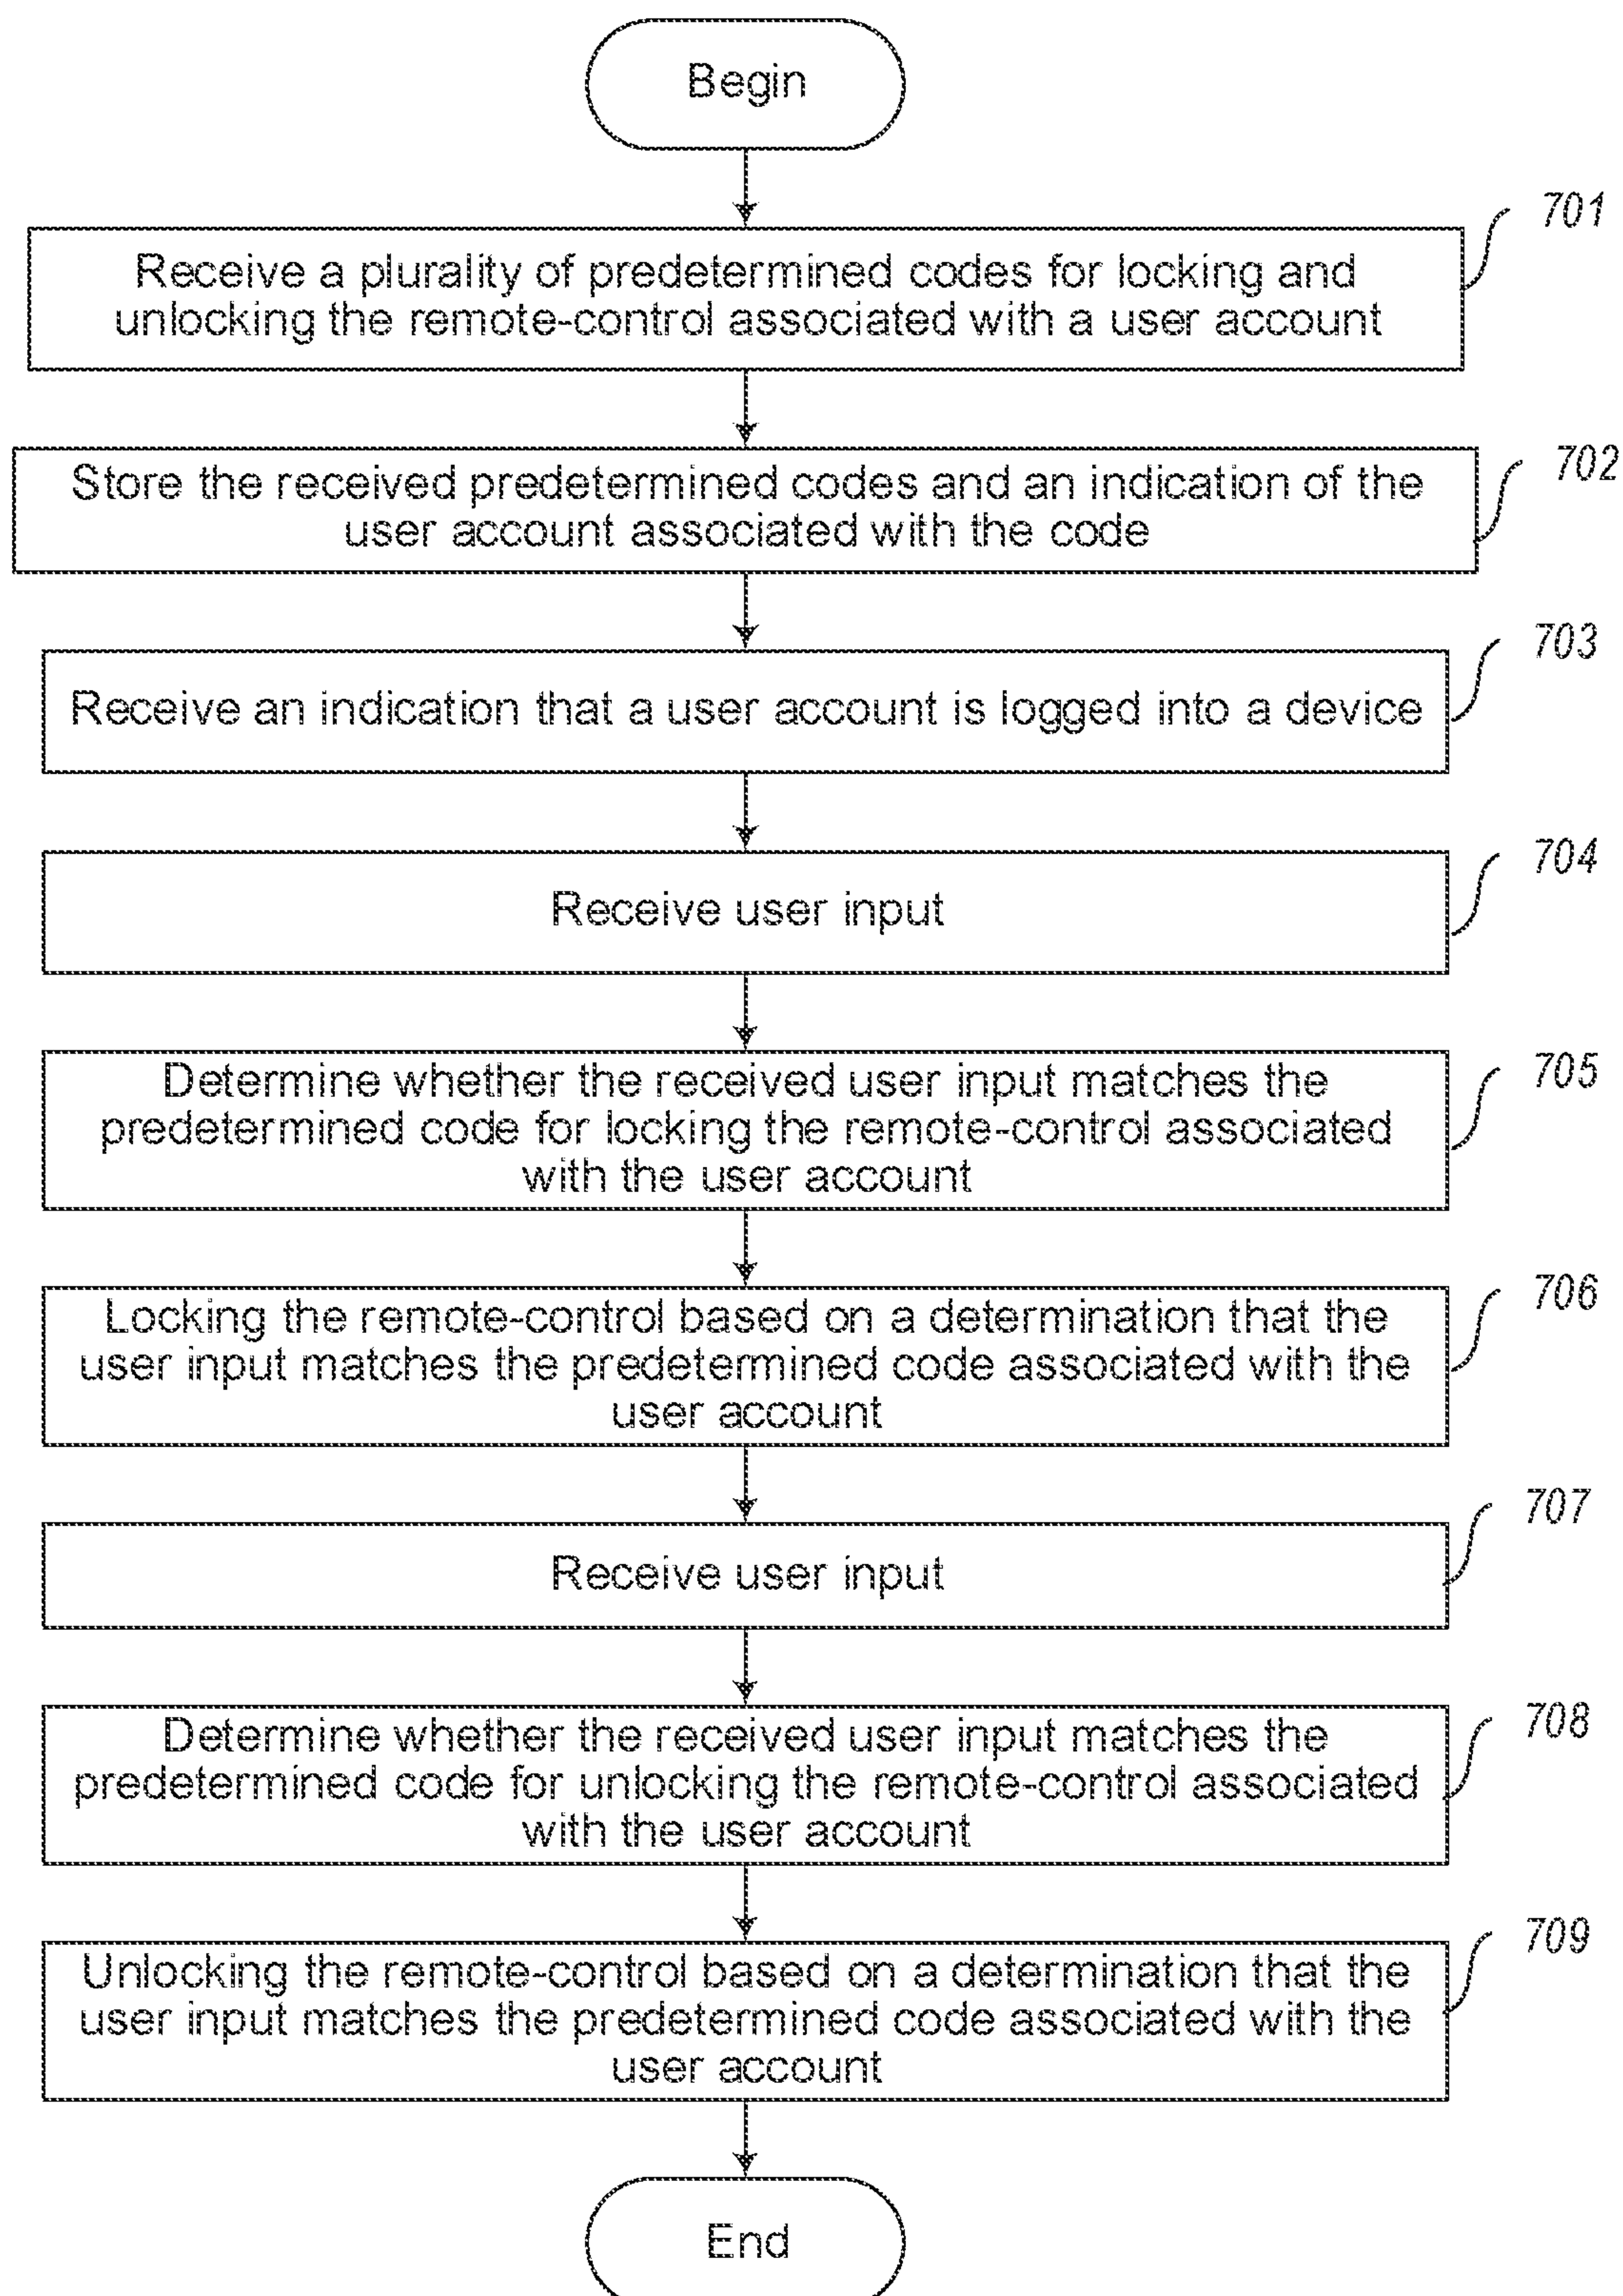 Begin
701
Receive a plurality of predetermined codes for locking and
unlocking the remote-control associated with a user account
702
Store the received predetermined codes and an indication of the
user account associated with the code
703
Receive an indication that a user account is logged into a device
704
Receive user input
705
Determine whether the received user input matches the
predetermined code for locking the remote-control associated
with the user account
706
Locking the remote-control based on a determination that the
user input matches the predetermined code associated with the
user account
707
Receive user input
708
Determine whether the received user input matches the
predetermined code for unlocking the remote-control associated
with the user account
709
Unlocking the remote-control based on a determination that the
user input matches the predetermined code associated with the
user account
End